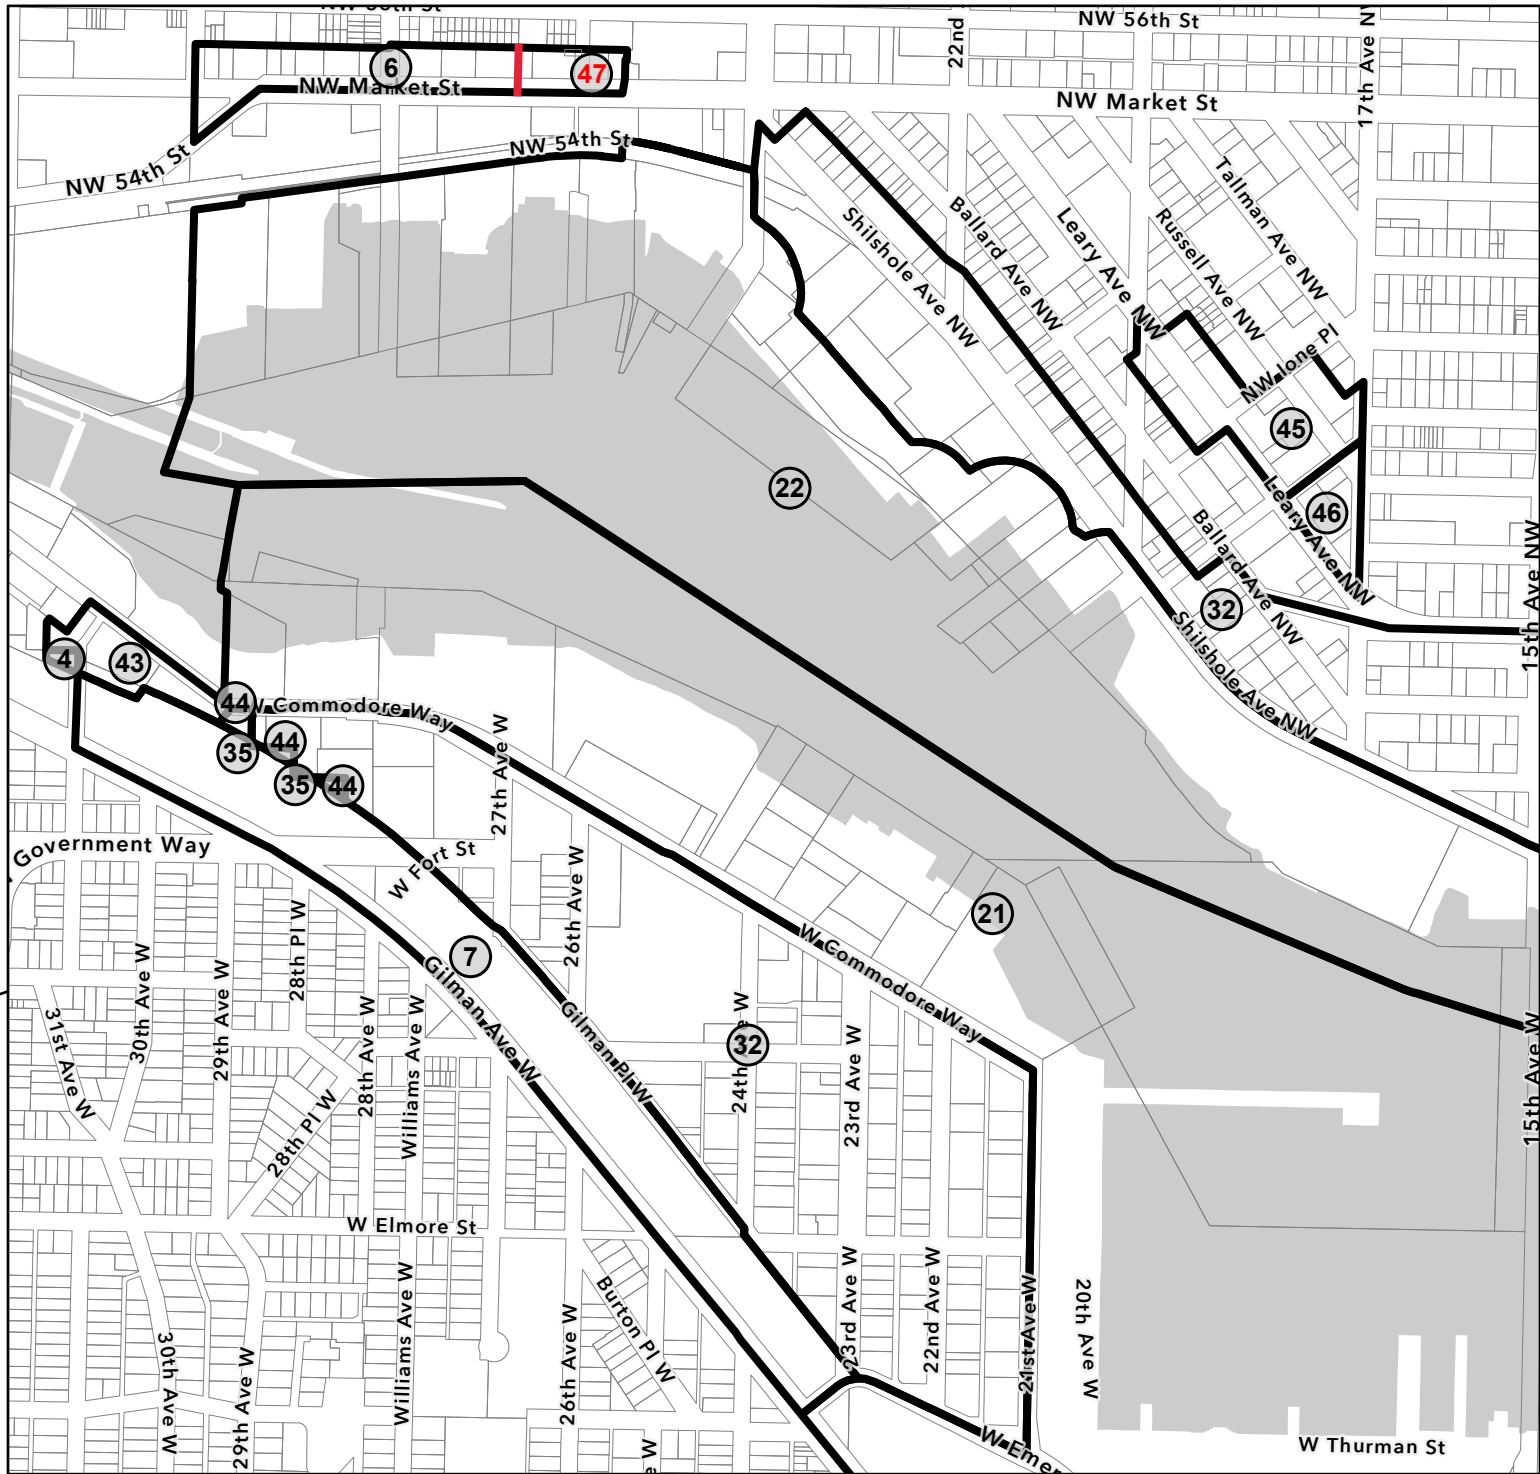 NW 56th St
22nd
17th Ave N
6
47
NW Market St
NW Market St
NW 54th St
NW 54th St
Tallman Ave NW
Shilshole Ave NW
Ballard Ave NW
Leary Ave NW
Russell Ave NW
NW Ione Pl
45
22
46
Leary Ave NW
Ballard Ave NW
32
15th Ave NW
Shilshole Ave NW
4
43
44
W Commodore Way
35
44
35
44
27th Ave W
Government Way
W Fort St
26th Ave W
28th Pl W
30th Ave W
29th Ave W
7
21
Gilman Ave W
W Commodore Way
31st Ave W
28th Ave W
Williams Ave W
Gilman Pl W
32
24th e W
23rd Ave W
15th Ave W
28th Pl W
W Elmore St
Burton Pl W
23rd Ave W
22nd Ave W
21st Ave W
20th Ave W
30th Ave W
29th Ave W
Williams Ave W
26th Ave W
e W
W Emer
W Thurman St